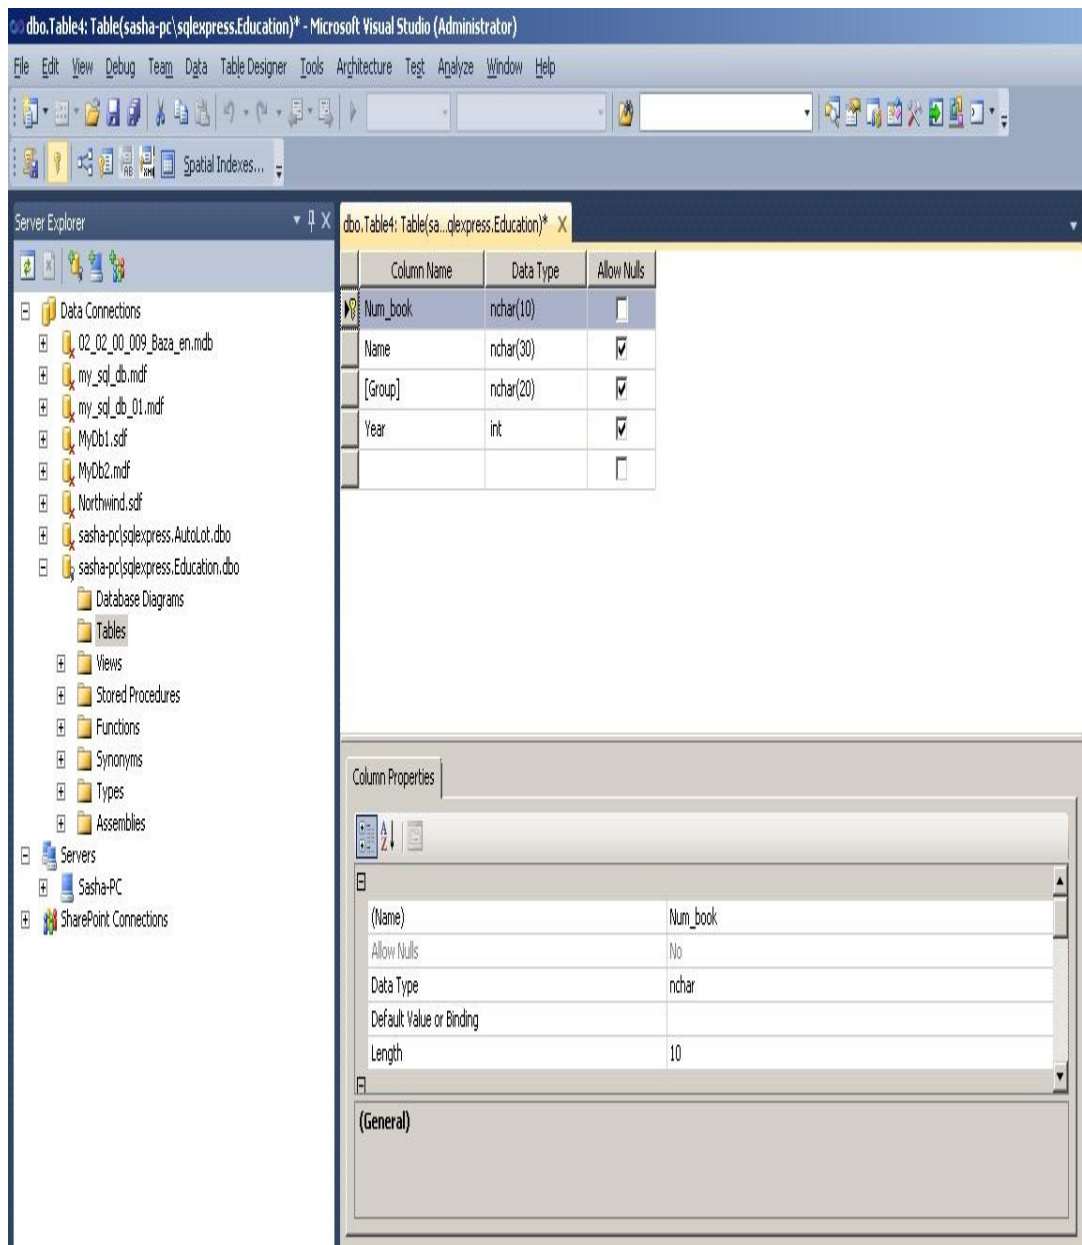 dbo.Table4: Table(sasha-pc\sqlexpress.Education)* - Microsoft Visual Studio (Administrator)
File Edit View Debug Team Data Table Designer Tools Architecture Test Analyze Window Help
Spatial Indexes...
Server Explorer
dbo.Table4: Table(sa...qlexpress.Education)*
Column Name Data Type Allow Nulls
Num_book nchar(10)
Name nchar(30)
[Group] nchar(20)
Year int
Data Connections
02_02_00_009_Baza_en.mdb
my_sql_db.mdf
my_sql_db_01.mdf
MyDb1.sdf
MyDb2.mdf
Northwind.sdf
sasha-pc\sqlexpress.AutoLot.dbo
sasha-pc\sqlexpress.Education.dbo
Database Diagrams
Tables
Views
Stored Procedures
Functions
Synonyms
Types
Assemblies
Servers
Sasha-PC
SharePoint Connections
Column Properties
(Name) Num_book
Allow Nulls No
Data Type nchar
Default Value or Binding
Length 10
(General)